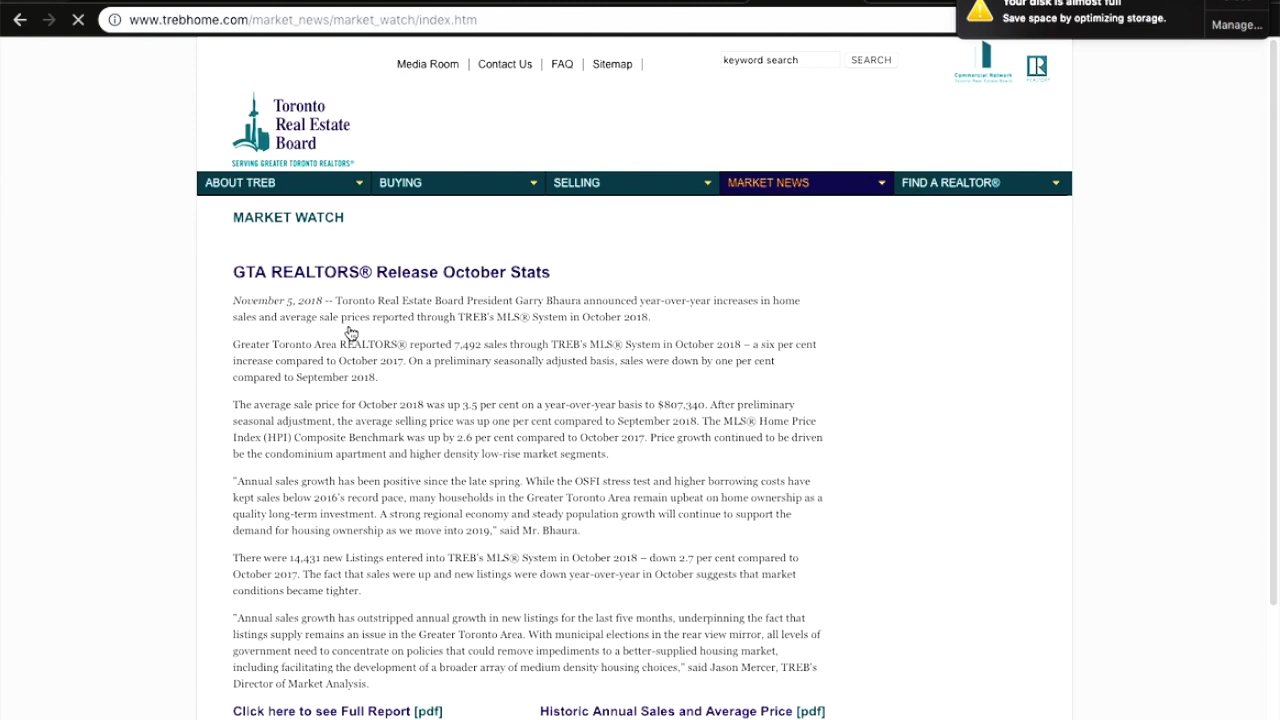 www.trebhome.com/market_news/market_watch/index.htm
Your disk is almost full
Save space by optimizing storage.
Manage...
Media Room | Contact Us | FAQ | Sitemap |
keyword search
SEARCH
Commercial Network
Toronto Real Estate Board
REALTOR®
Toronto
Real Estate
Board
SERVING GREATER TORONTO REALTORS®
ABOUT TREB BUYING SELLING MARKET NEWS FIND A REALTOR®
MARKET WATCH
GTA REALTORS® Release October Stats
November 5, 2018 -- Toronto Real Estate Board President Garry Bhaura announced year-over-year increases in home
sales and average sale prices reported through TREB's MLS® System in October 2018.
Greater Toronto Area REALTORS® reported 7,492 sales through TREB's MLS® System in October 2018 – a six per cent
increase compared to October 2017. On a preliminary seasonally adjusted basis, sales were down by one per cent
compared to September 2018.
The average sale price for October 2018 was up 3.5 per cent on a year-over-year basis to $807,340. After preliminary
seasonal adjustment, the average selling price was up one per cent compared to September 2018. The MLS® Home Price
Index (HPI) Composite Benchmark was up by 2.6 per cent compared to October 2017. Price growth continued to be driven
be the condominium apartment and higher density low-rise market segments.
"Annual sales growth has been positive since the late spring. While the OSFI stress test and higher borrowing costs have
kept sales below 2016's record pace, many households in the Greater Toronto Area remain upbeat on home ownership as a
quality long-term investment. A strong regional economy and steady population growth will continue to support the
demand for housing ownership as we move into 2019," said Mr. Bhaura.
There were 14,431 new Listings entered into TREB's MLS® System in October 2018 – down 2.7 per cent compared to
October 2017. The fact that sales were up and new listings were down year-over-year in October suggests that market
conditions became tighter.
"Annual sales growth has outstripped annual growth in new listings for the last five months, underpinning the fact that
listings supply remains an issue in the Greater Toronto Area. With municipal elections in the rear view mirror, all levels of
government need to concentrate on policies that could remove impediments to a better-supplied housing market,
including facilitating the development of a broader array of medium density housing choices," said Jason Mercer, TREB's
Director of Market Analysis.
Click here to see Full Report [pdf]
Historic Annual Sales and Average Price [pdf]